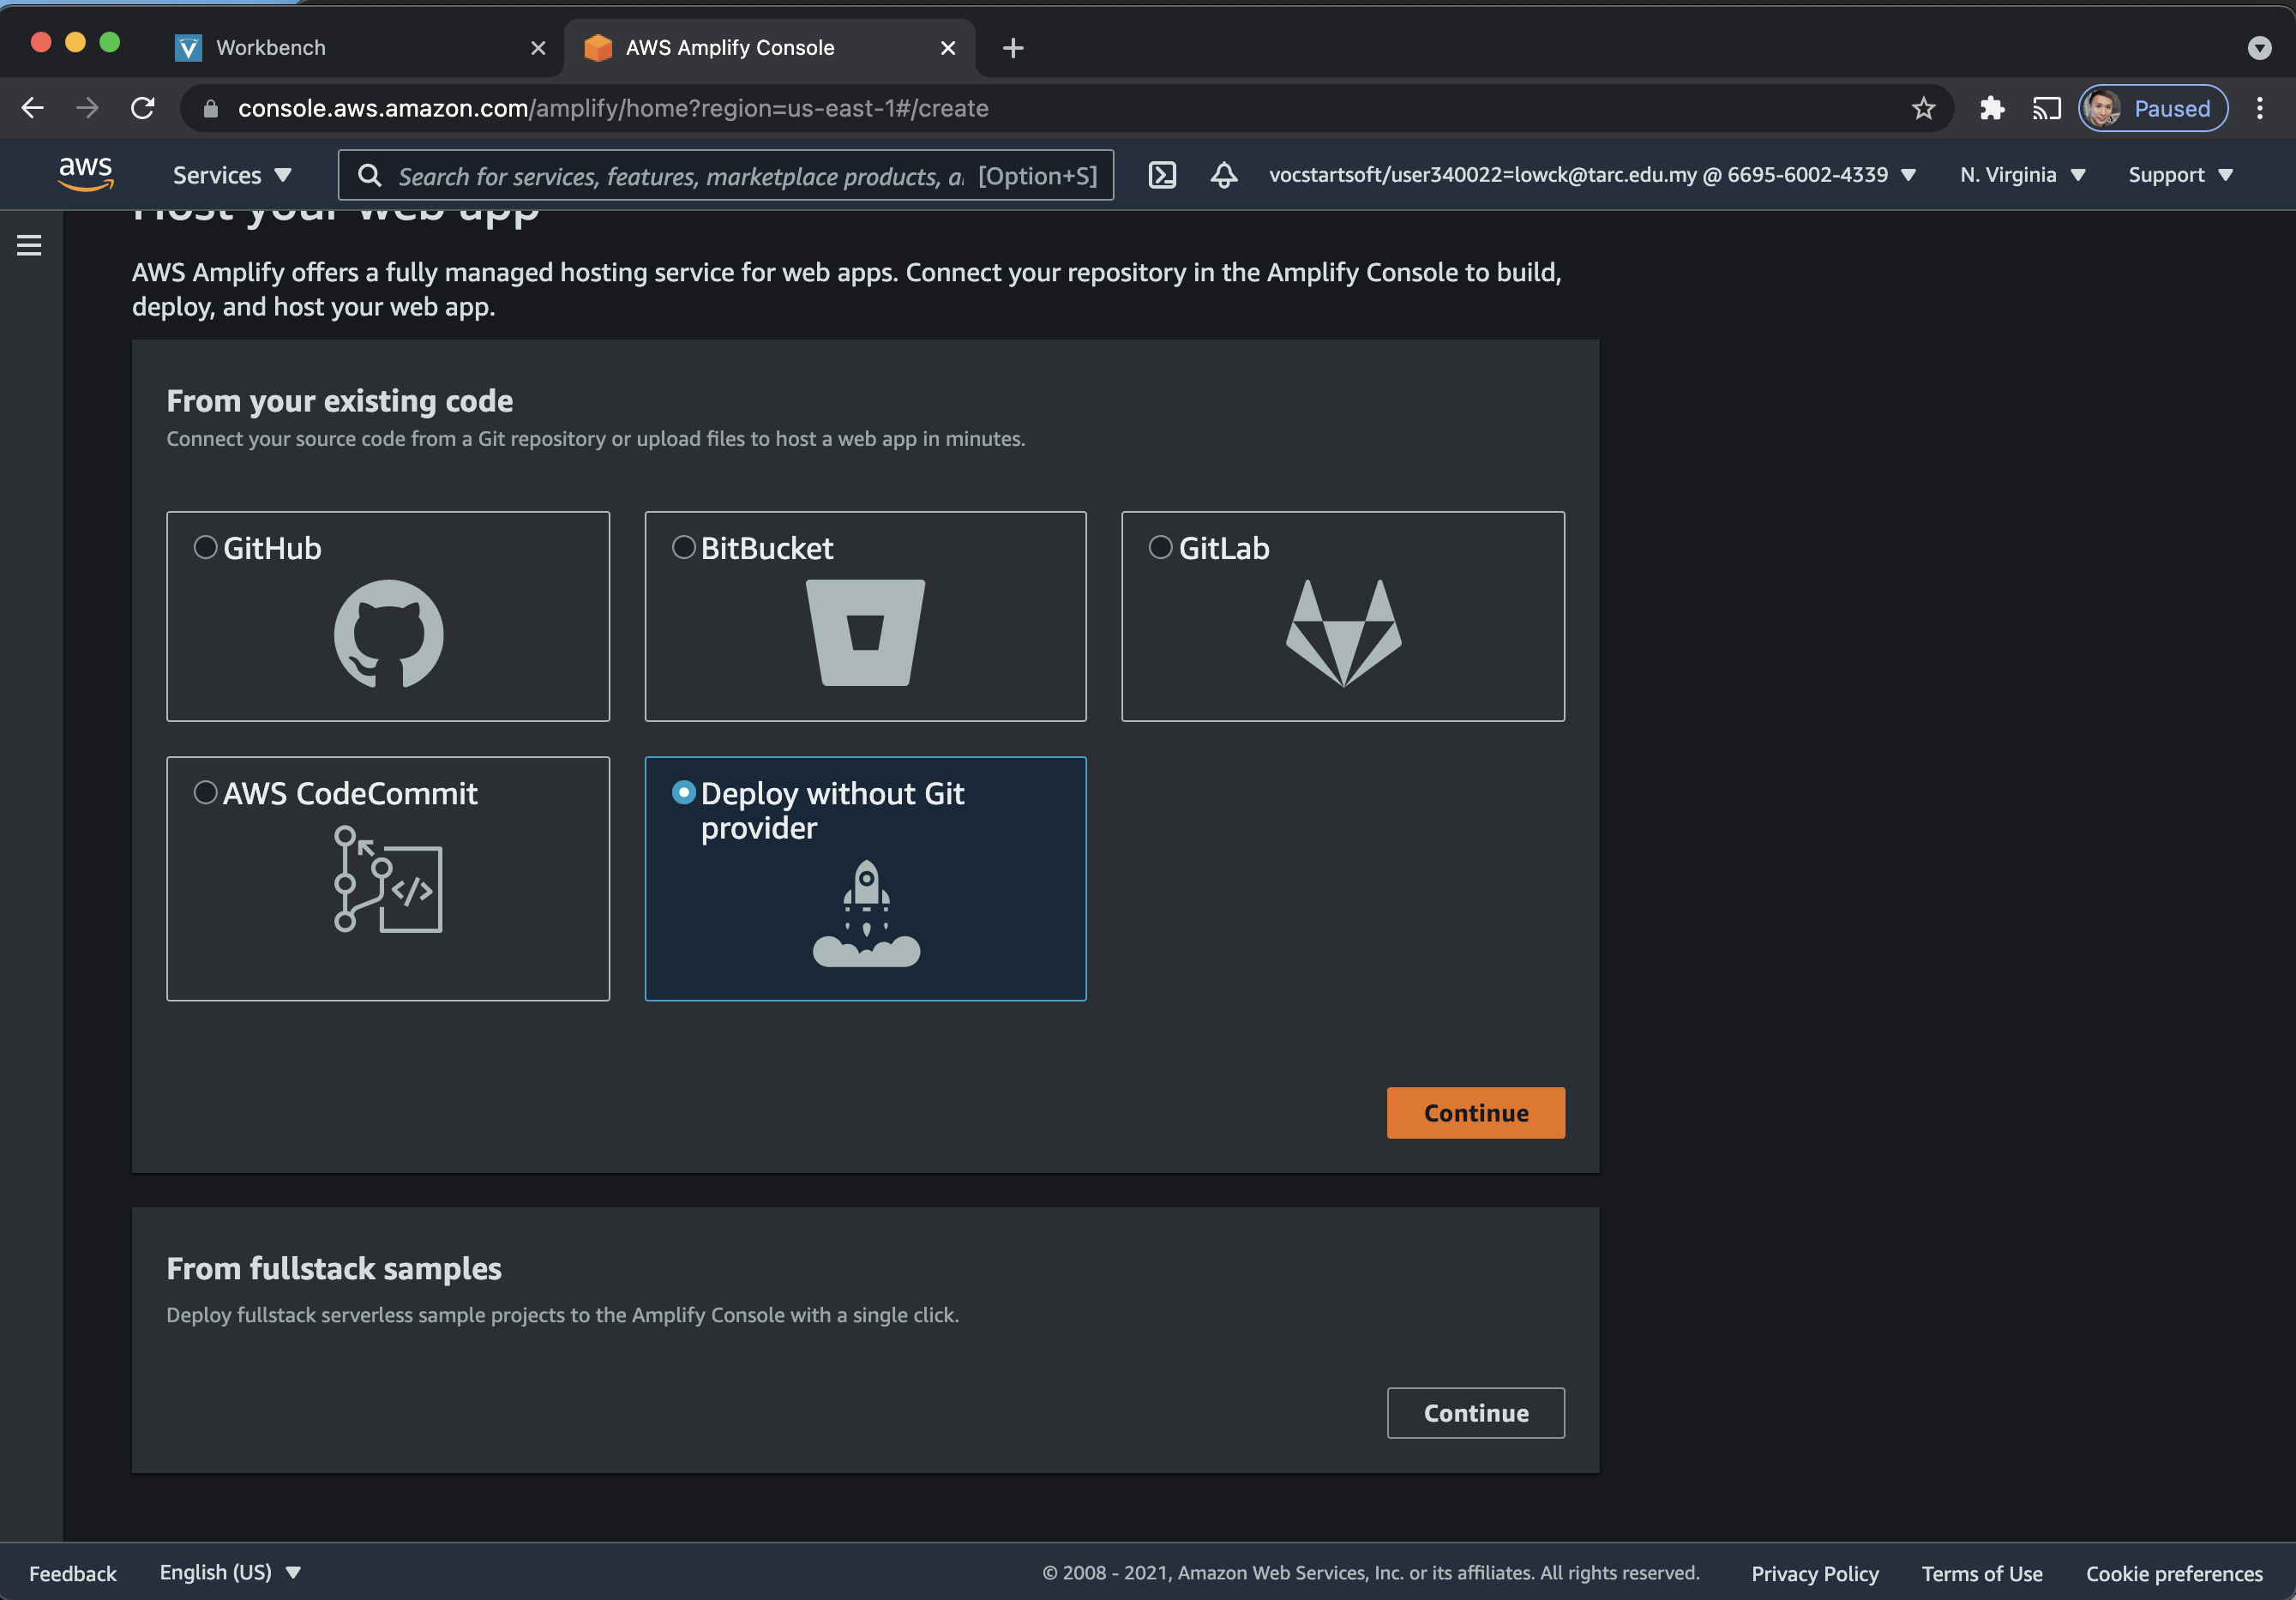 Workbench
AWS Amplify Console
console.aws.amazon.com/amplify/home?region=us-east-1#/create
Paused
aws
Services
Search for services, features, marketplace products, a
[Option+S]
vocstartsoft/user340022=lowck@tarc.edu.my @ 6695-6002-4339
N. Virginia
Support
Host your web app
AWS Amplify offers a fully managed hosting service for web apps. Connect your repository in the Amplify Console to build,
deploy, and host your web app.
From your existing code
Connect your source code from a Git repository or upload files to host a web app in minutes.
GitHub
BitBucket
GitLab
AWS CodeCommit
Deploy without Git
provider
Continue
From fullstack samples
Deploy fullstack serverless sample projects to the Amplify Console with a single click.
Continue
Feedback
English (US)
© 2008 - 2021, Amazon Web Services, Inc. or its affiliates. All rights reserved.
Privacy Policy
Terms of Use
Cookie preferences